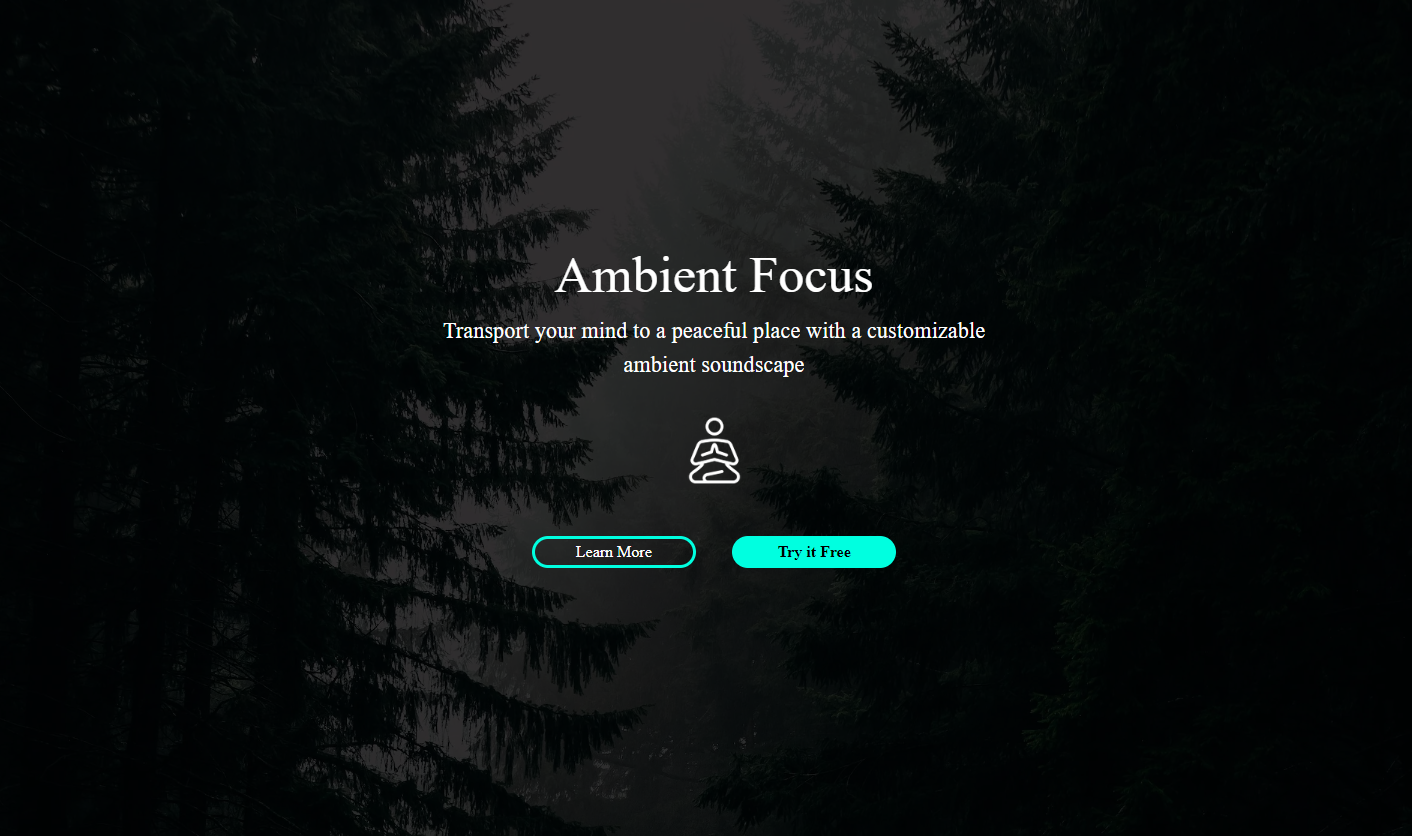 Ambient Focus
Transport your mind to a peaceful place with a customizable
ambient soundscape
Learn More
Try it Free